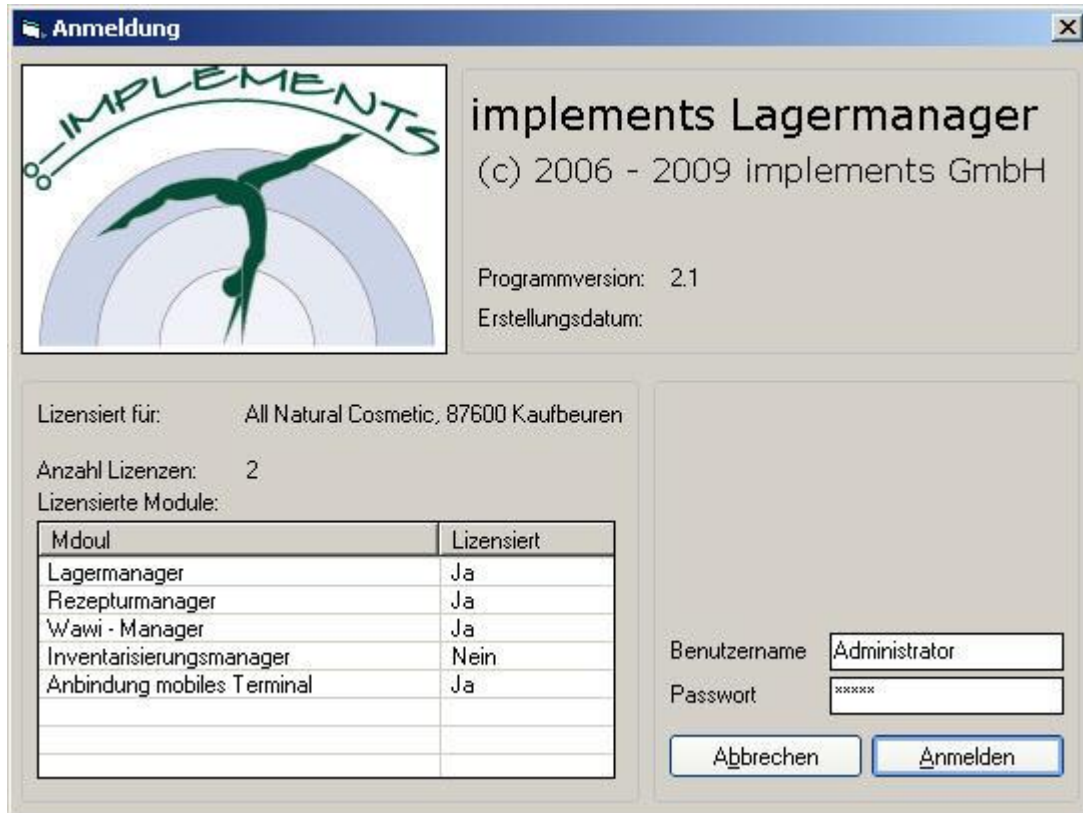 Anmeldung
IMPLEMENTS
implements Lagermanager
(c) 2006 - 2009 implements GmbH
Programmversion: 2.1
Erstellungsdatum:
Lizensiert für: All Natural Cosmetic, 87600 Kaufbeuren
Anzahl Lizenzen: 2
Lizensierte Module:
Mdoul Lizensiert
Lagermanager Ja
Rezepturmanager Ja
Wawi - Manager Ja
Inventarisierungsmanager Nein
Anbindung mobiles Terminal Ja
Benutzername Administrator
Passwort xxxxx
Abbrechen Anmelden